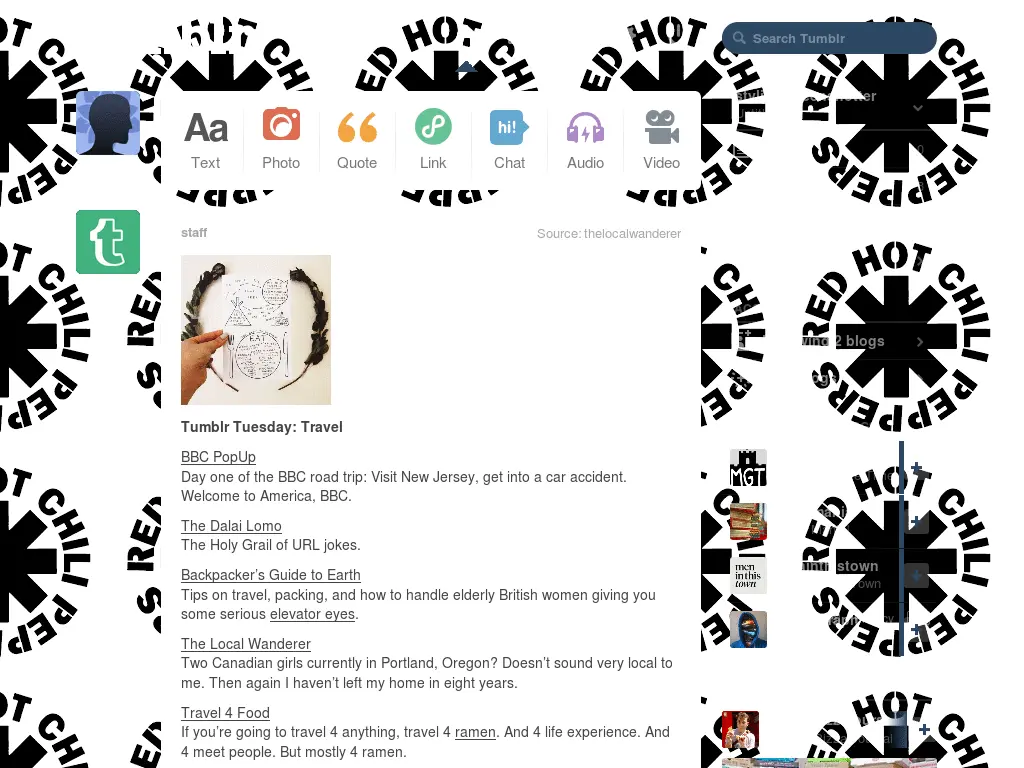 Search Tumblr
Aa
hi!
Text
Photo
Quote
Link
Chat
Audio
Video
staff
Source: thelocalwanderer
EAT
Tumblr Tuesday: Travel
BBC PopUp
Day one of the BBC road trip: Visit New Jersey, get into a car accident.
Welcome to America, BBC.
The Dalai Lomo
The Holy Grail of URL jokes.
Backpacker’s Guide to Earth
Tips on travel, packing, and how to handle elderly British women giving you
some serious elevator eyes.
The Local Wanderer
Two Canadian girls currently in Portland, Oregon? Doesn’t sound very local to
me. Then again I haven’t left my home in eight years.
Travel 4 Food
If you’re going to travel 4 anything, travel 4 ramen. And 4 life experience. And
4 meet people. But mostly 4 ramen.
2 blogs
MGT
men
in this
town
RED HOT CHILI PEPPERS